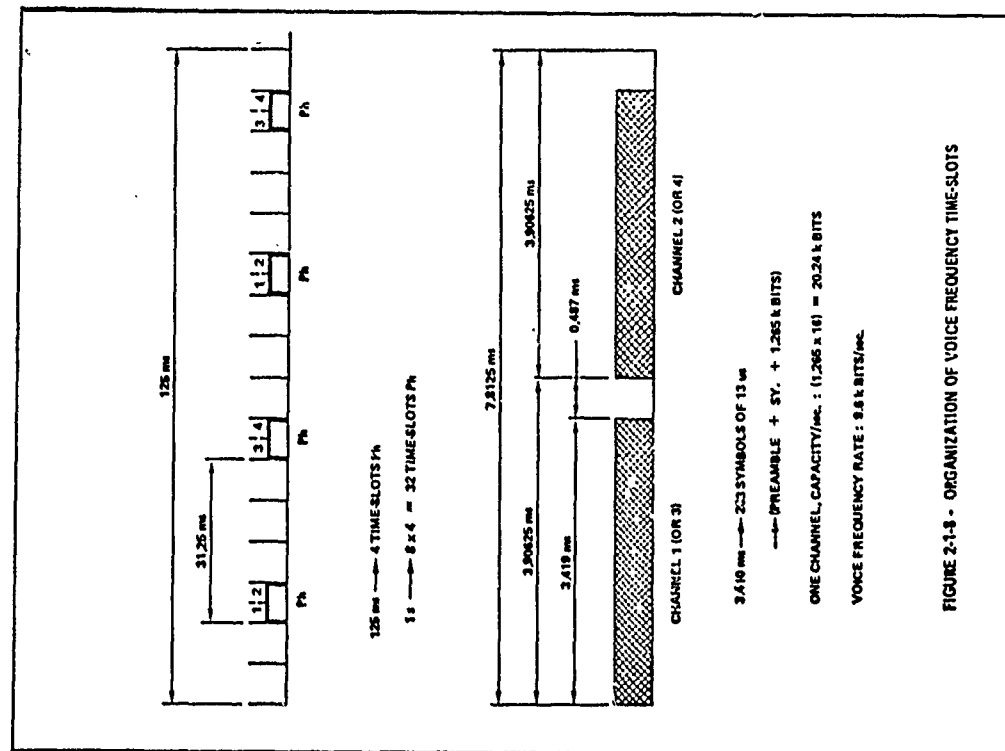 125 ms
31,25 ms
1 2
3 4
1 2
3 4
Ph
Ph
Ph
Ph
125 ms → 4 TIME-SLOTS Ph
1 s → 8 x 4 = 32 TIME-SLOTS Ph
7,8125 ms
3,90625 ms
3,90625 ms
3,419 ms
0,487 ms
CHANNEL 1 (OR 3)
CHANNEL 2 (OR 4)
ms → SYMBOLS OF 13 us
→ (PREAMBLE + SY. + 1.265 k BITS)
ONE CHANNEL, CAPACITY/sec. : (1,265 x 16) = 20.24 k BITS
VOICE FREQUENCY RATE : 9.6 k BITS/sec.
FIGURE 2-1-8 - ORGANIZATION OF VOICE FREQUENCY TIME-SLOTS